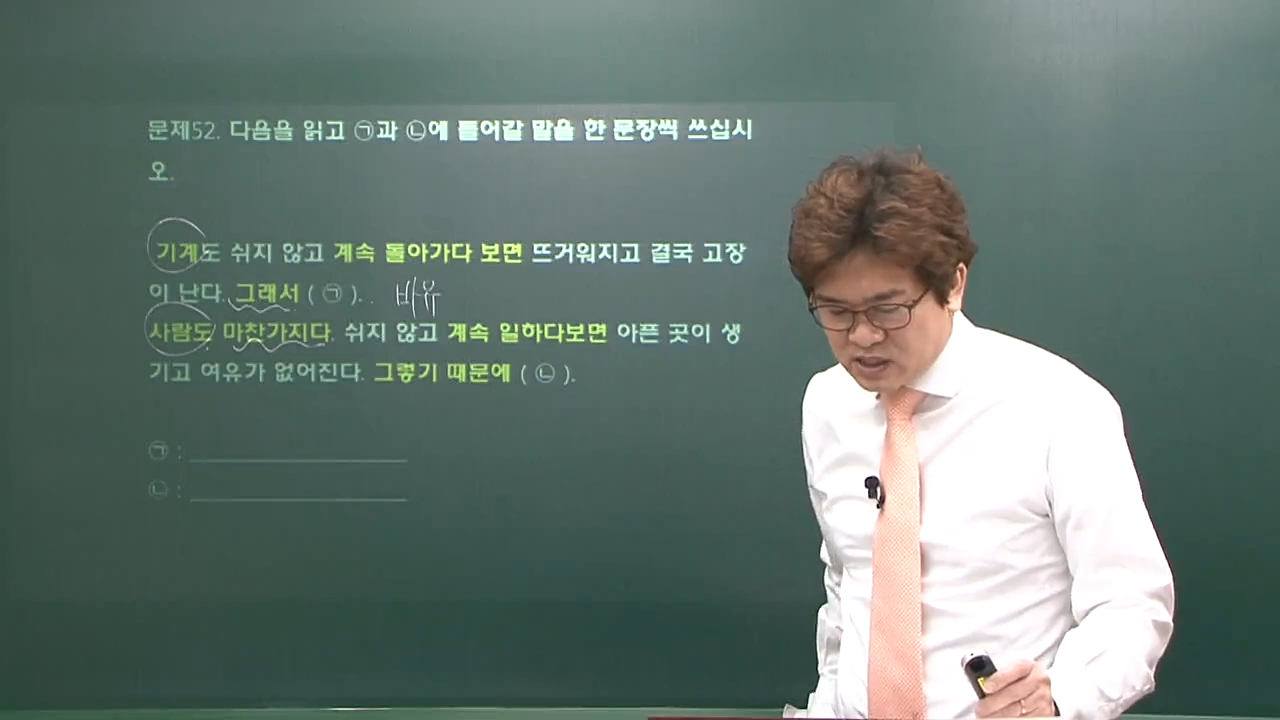 문제52. 다음을 읽고 ㉠과 ㉡에 들어갈 말을 한 문장씩 쓰십시
오.
기계도 쉬지 않고 계속 돌아가다 보면 뜨거워지고 결국 고장
이 난다. 그래서 ( ㉠ ). 비유
사람도 마찬가지다. 쉬지 않고 계속 일하다보면 아픈 곳이 생
기고 여유가 없어진다. 그렇기 때문에 ( ㉡ ).
㉠ :
㉡ :